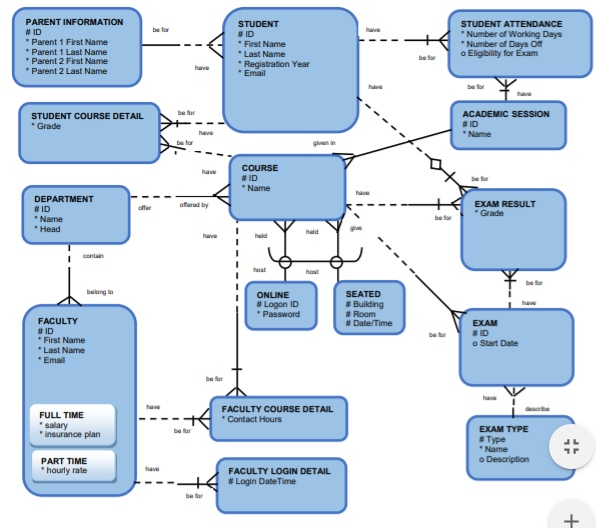 PARENT INFORMATION
# ID
* Parent 1 First Name
* Parent 1 Last Name
* Parent 2 First Name
* Parent 2 Last Name
be for
have
STUDENT
# ID
* First Name
* Last Name
* Registration Year
* Email
have
be for
STUDENT ATTENDANCE
* Number of Working Days
* Number of Days Off
o Eligibility for Exam
be for
have
ACADEMIC SESSION
# ID
* Name
have
STUDENT COURSE DETAIL
* Grade
be for
have
be for
given in
have
COURSE
# ID
* Name
be for
EXAM RESULT
* Grade
have
be for
DEPARTMENT
# ID
* Name
* Head
offer
offered by
have
held
held
give
host
host
contain
belong to
ONLINE
# Logon ID
* Password
SEATED
# Building
# Room
# Date/Time
be for
have
EXAM
# ID
o Start Date
be for
FACULTY
# ID
* First Name
* Last Name
* Email
FULL TIME
* salary
* insurance plan
PART TIME
* hourly rate
be for
have
be for
FACULTY COURSE DETAIL
* Contact Hours
have
describe
EXAM TYPE
# Type
* Name
o Description
have
be for
FACULTY LOGIN DETAIL
# Login DateTime